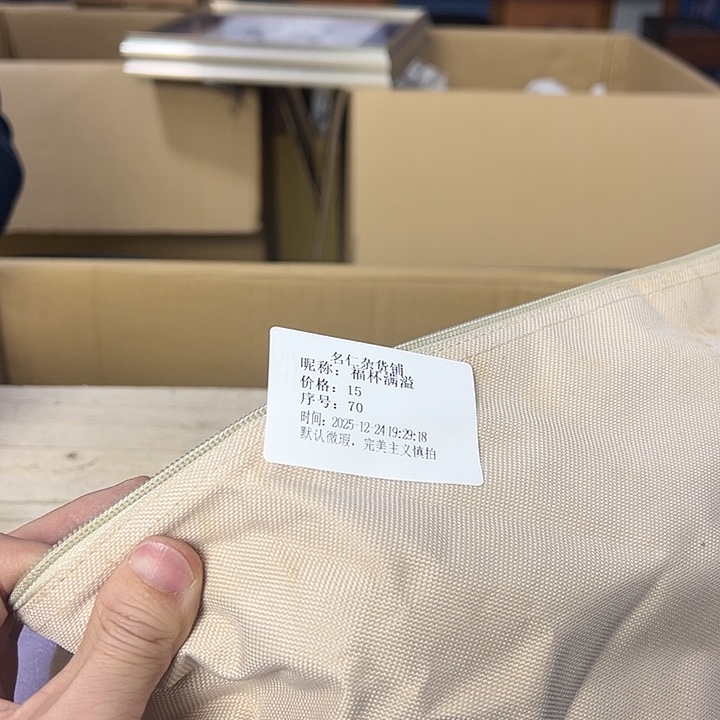 名仁杂货铺
昵称：福杯满溢
价格：15
序号：70
时间：2025-12-24 19:29:18
默认微瑕，完美主义慎拍